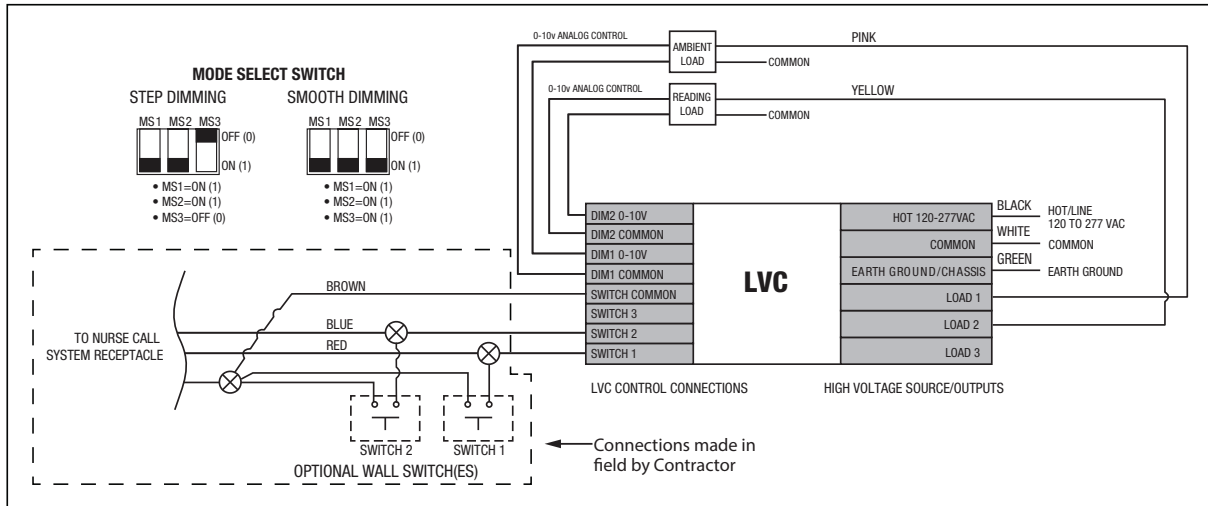 MODE SELECT SWITCH
STEP DIMMING
MS1 MS2 MS3
OFF (0)
ON (1)
• MS1=ON (1)
• MS2=ON (1)
• MS3=OFF (0)
SMOOTH DIMMING
MS1 MS2 MS3
OFF (0)
ON (1)
• MS1=ON (1)
• MS2=ON (1)
• MS3=ON (1)
0-10v ANALOG CONTROL
AMBIENT
LOAD
PINK
COMMON
0-10v ANALOG CONTROL
READING
LOAD
YELLOW
COMMON
DIM2 0-10V
DIM2 COMMON
DIM1 0-10V
DIM1 COMMON
SWITCH COMMON
SWITCH 3
SWITCH 2
SWITCH 1
LVC
HOT 120-277VAC
COMMON
EARTH GROUND/CHASSIS
LOAD 1
LOAD 2
LOAD 3
BLACK
HOT/LINE
120 TO 277 VAC
WHITE
COMMON
GREEN
EARTH GROUND
LVC CONTROL CONNECTIONS
HIGH VOLTAGE SOURCE/OUTPUTS
BROWN
BLUE
RED
TO NURSE CALL
SYSTEM RECEPTACLE
SWITCH 2
SWITCH 1
OPTIONAL WALL SWITCH(ES)
Connections made in
field by Contractor